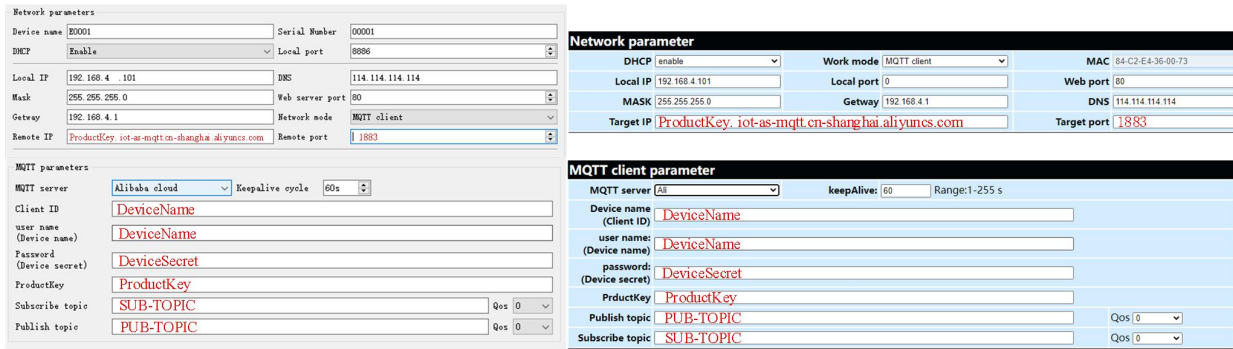 Network parameters
Device name E0001 Serial Number 00001
DHCP Enable Local port 8886
Local IP 192.168.4 .101 DNS 114.114.114.114
Mask 255.255.255.0 Web server port 80
Getway 192.168.4.1 Network mode MQTT client
Remote IP ProductKey. iot-as-mqtt.cn-shanghai.aliyuncs.com Remote port 1883
MQTT parameters
MQTT server Alibaba cloud Keepalive cycle 60s
Client ID DeviceName
user name
(Device name) DeviceName
Password
(Device secret) DeviceSecret
ProductKey ProductKey
Subscribe topic SUB-TOPIC Qos 0
Publish topic PUB-TOPIC Qos 0
Network parameter
DHCP enable Work mode MQTT client MAC 84-C2-E4-36-00-73
Local IP 192.168.4.101 Local port 0 Web port 80
MASK 255.255.255.0 Getway 192.168.4.1 DNS 114.114.114.114
Target IP ProductKey. iot-as-mqtt.cn-shanghai.aliyuncs.com Target port 1883
MQTT client parameter
MQTT server Ali keepAlive: 60 Range:1-255 s
Device name
(Client ID) DeviceName
user name:
(Device name) DeviceName
password:
(Device secret) DeviceSecret
PrductKey ProductKey
Publish topic PUB-TOPIC Qos 0
Subscribe topic SUB-TOPIC Qos 0